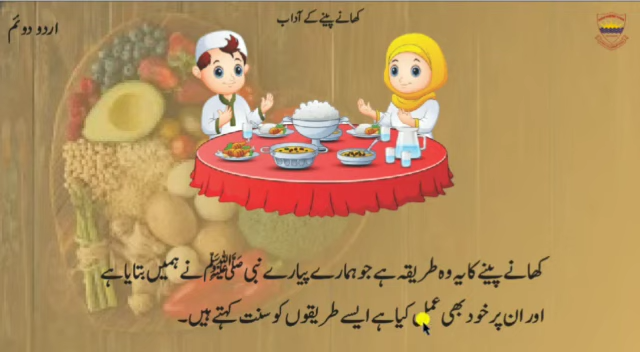 کھانے پینے کے آداب
اردو دوئم
کھانے پینے کا یہ وہ طریقہ ہے جو ہمارے پیارے نبی ﷺ نے ہمیں بتایا ہے
اور ان پر خود بھی عمل کیا ہے ایسے طریقوں کو سنت کہتے ہیں۔